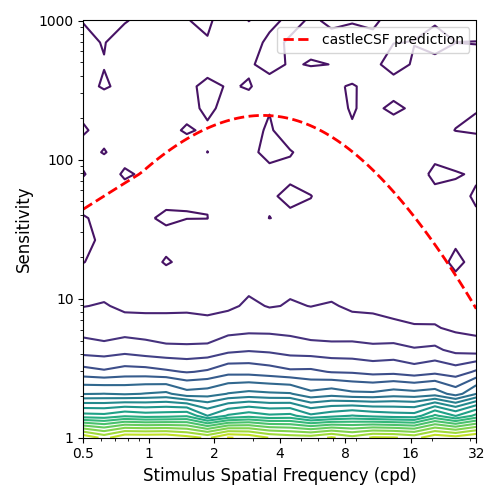 1000
castleCSF prediction
100
10
1
Sensitivity
0.5 1 2 4 8 16 32
Stimulus Spatial Frequency (cpd)